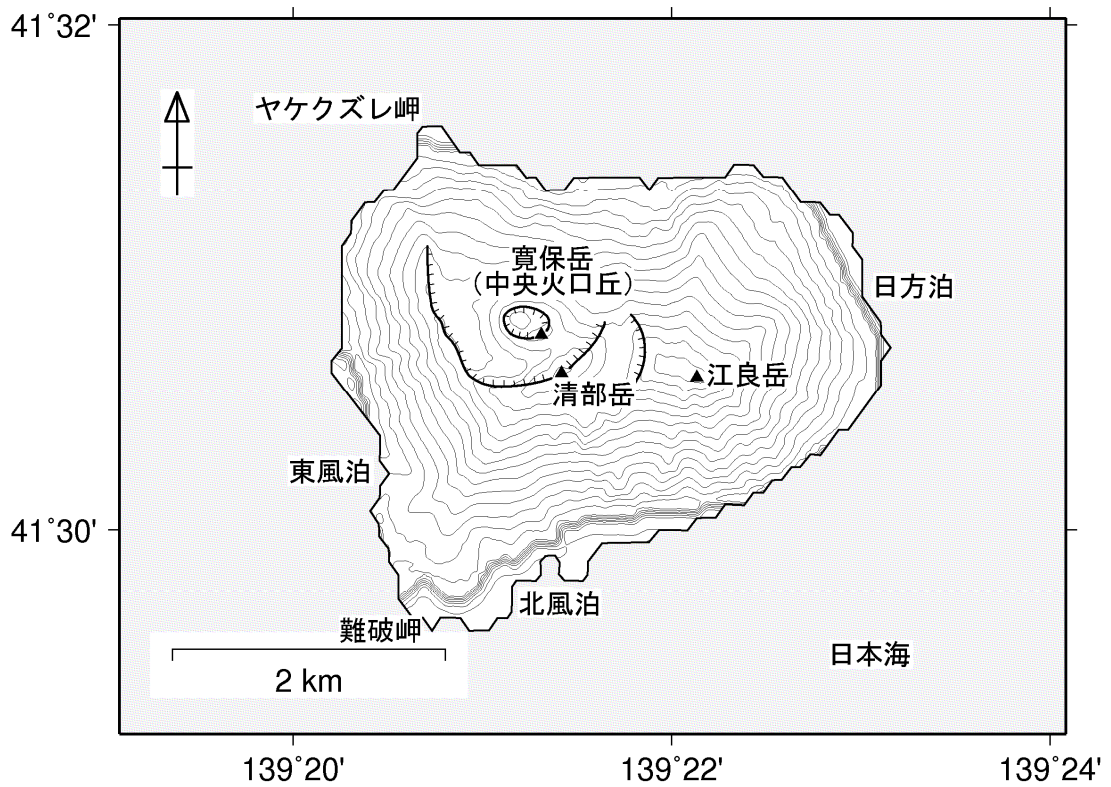 41˚32'
ヤケクズレ岬
寛保岳
（中央火口丘）
日方泊
江良岳
清部岳
東風泊
41˚30'
北風泊
難破岬
日本海
2 km
139˚20'
139˚22'
139˚24'